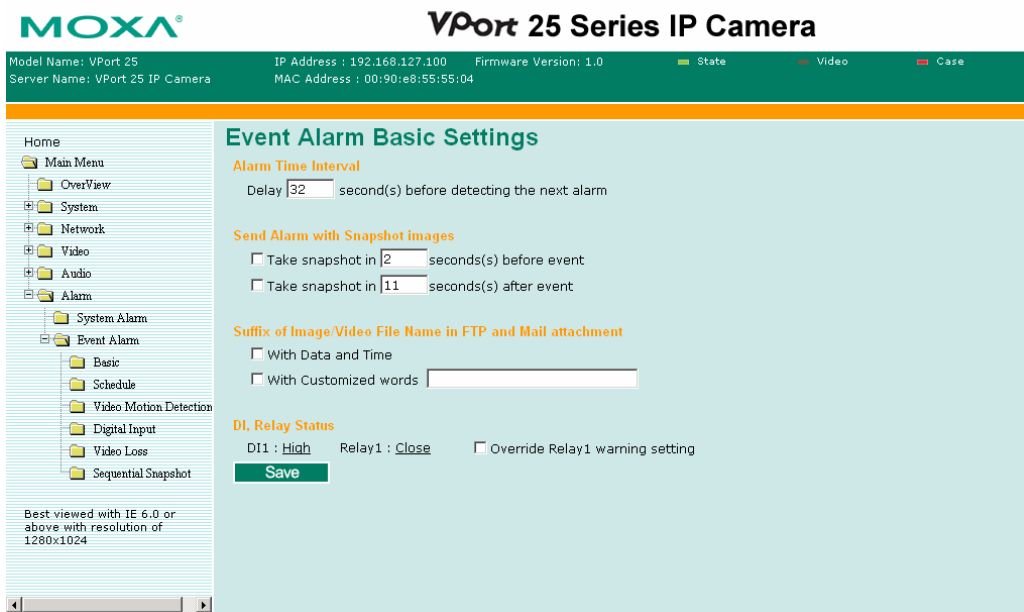 MOXA®
VPort 25 Series IP Camera
Model Name: VPort 25
IP Address : 192.168.127.100
Firmware Version: 1.0
State
Video
Case
Server Name: VPort 25 IP Camera
MAC Address : 00:90:e8:55:55:04
Home
Main Menu
OverView
System
Network
Video
Audio
Alarm
System Alarm
Event Alarm
Basic
Schedule
Video Motion Detection
Digital Input
Video Loss
Sequential Snapshot
Best viewed with IE 6.0 or
above with resolution of
1280x1024
Event Alarm Basic Settings
Alarm Time Interval
Delay 32 second(s) before detecting the next alarm
Send Alarm with Snapshot images
Take snapshot in 2 seconds(s) before event
Take snapshot in 11 seconds(s) after event
Suffix of Image/Video File Name in FTP and Mail attachment
With Data and Time
With Customized words
DI, Relay Status
DI1 : High Relay1 : Close Override Relay1 warning setting
Save